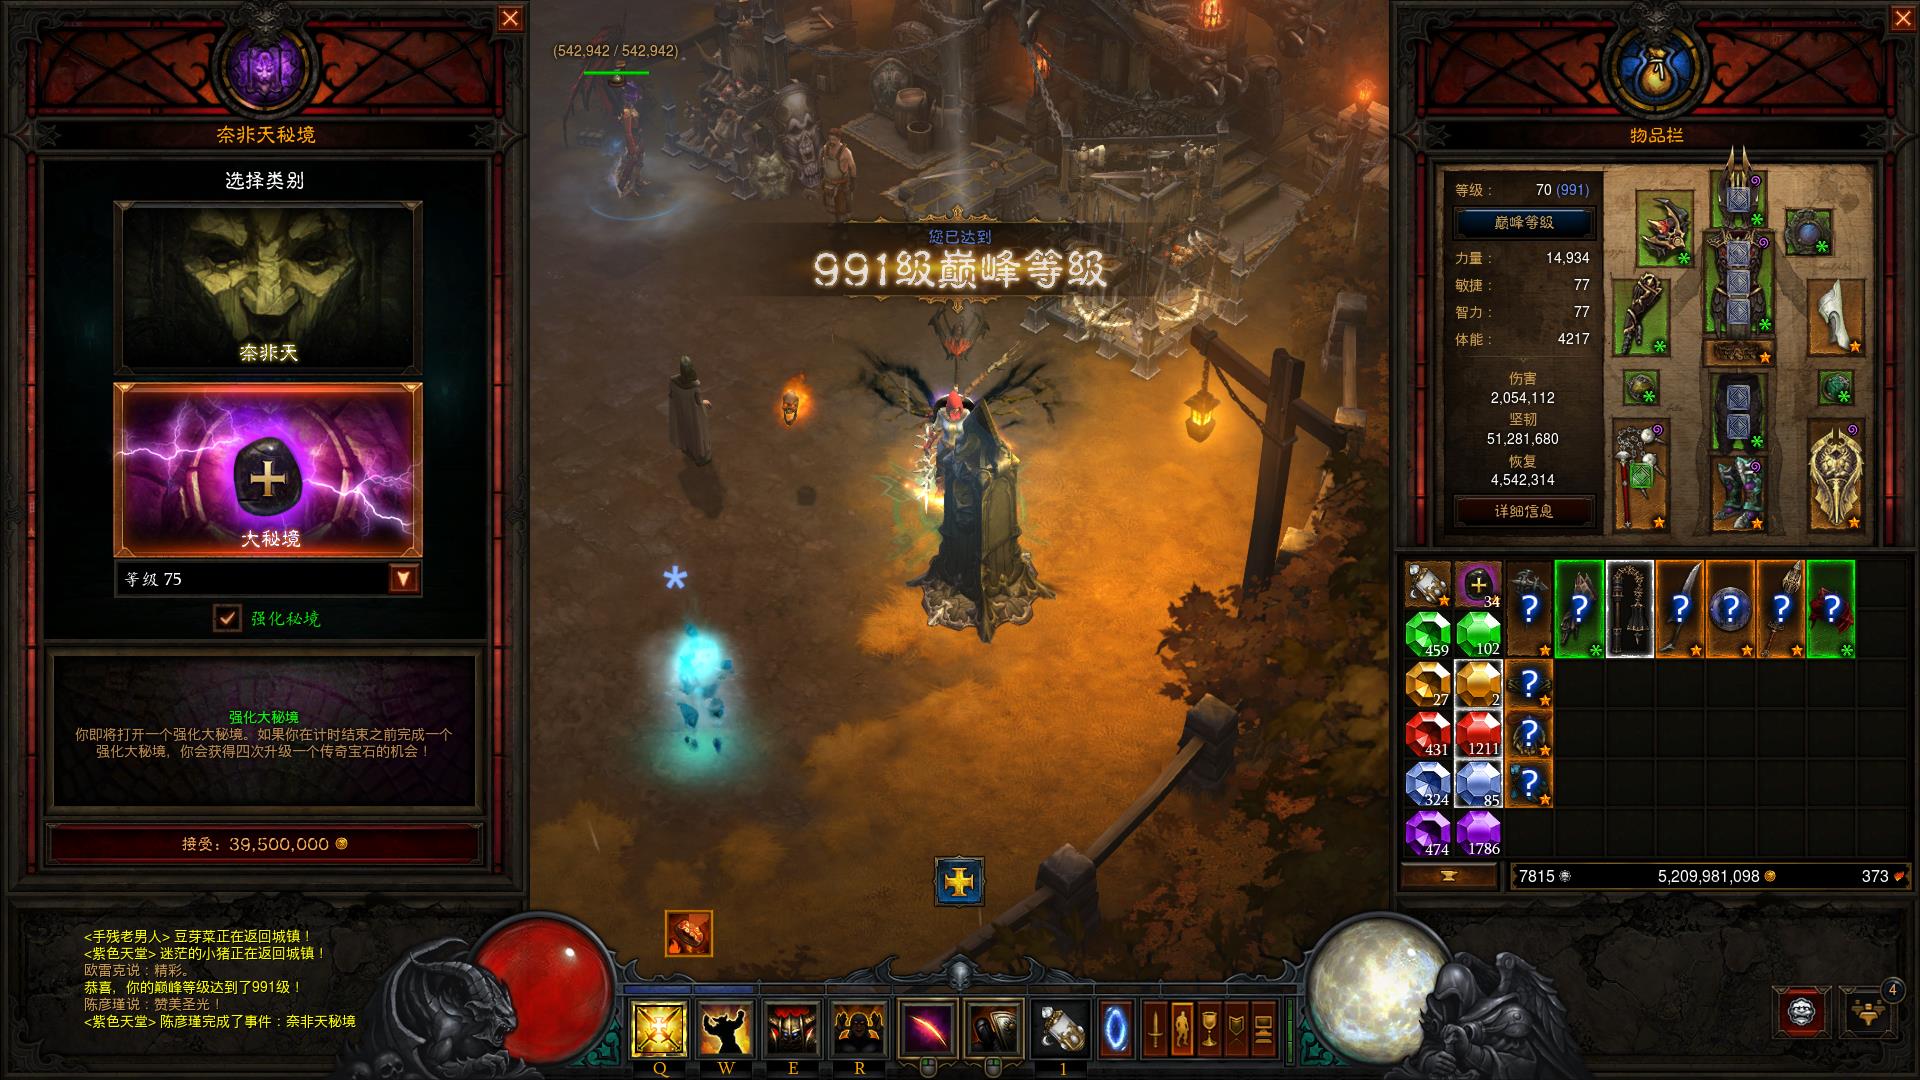 奈非天秘境
选择类别
奈非天
大秘境
等级 75
强化秘境
强化大秘境
你即将打开一个强化大秘境。如果你在计时结束之前完成一个
强化大秘境，你会获得四次升级一个传奇宝石的机会！
接受：39,500,000
<手残老男人> 豆芽菜正在返回城镇！
<紫色天堂> 迷茫的小猪正在返回城镇！
欧雷克说：精彩。
恭喜，你的巅峰等级达到了991级！
陈彦瑾说：赞美圣光！
<紫色天堂> 陈彦瑾完成了事件：奈非天秘境
(542,942 / 542,942)
您已达到
991级巅峰等级
Q
W
E
R
1
物品栏
等级： 70 (991)
巅峰等级
力量： 14,934
敏捷： 77
智力： 77
体能： 4217
伤害
2,054,112
坚韧
51,281,680
恢复
4,542,314
详细信息
34
? ? ? ? ? ?
459 102
27 2 ?
431 1211 ?
324 85 ?
474 1786
7815 5,209,981,098 373
4